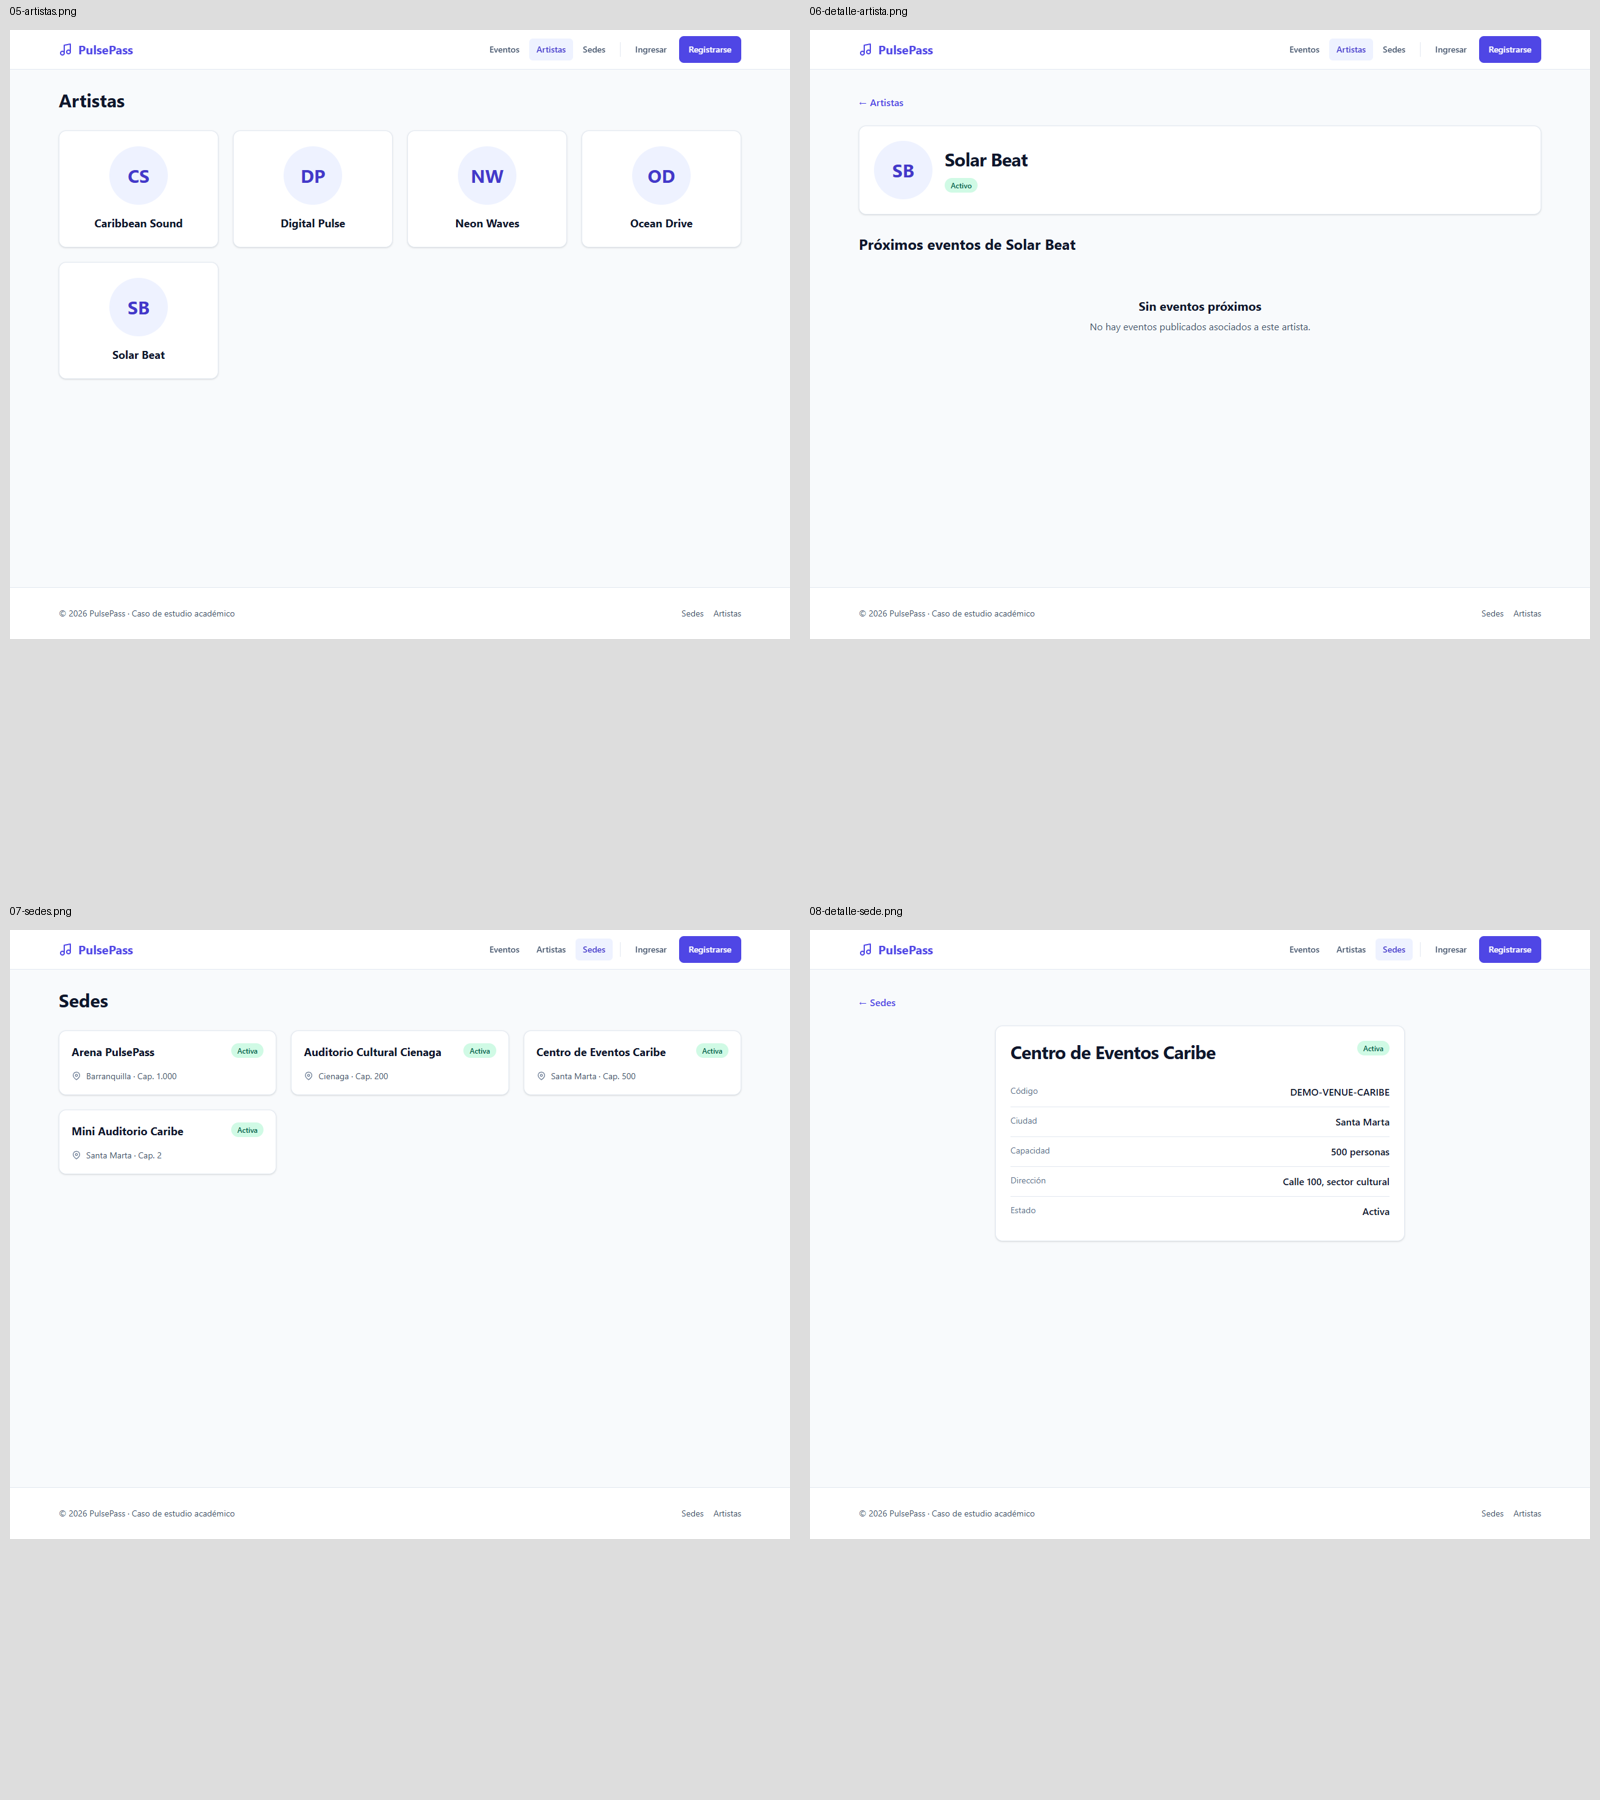 05-artistas.png
PulsePass
Eventos Artistas Sedes Ingresar Registrarse
Artistas
CS DP NW OD
Caribbean Sound Digital Pulse Neon Waves Ocean Drive
SB
Solar Beat
© 2026 PulsePass · Caso de estudio académico
Sedes Artistas
06-detalle-artista.png
PulsePass
Eventos Artistas Sedes Ingresar Registrarse
← Artistas
SB
Solar Beat
Activo
Próximos eventos de Solar Beat
Sin eventos próximos
No hay eventos publicados asociados a este artista.
© 2026 PulsePass · Caso de estudio académico
Sedes Artistas
07-sedes.png
PulsePass
Eventos Artistas Sedes Ingresar Registrarse
Sedes
Arena PulsePass Activa
Barranquilla · Cap. 1.000
Auditorio Cultural Cienaga Activa
Cienaga · Cap. 200
Centro de Eventos Caribe Activa
Santa Marta · Cap. 500
Mini Auditorio Caribe Activa
Santa Marta · Cap. 2
© 2026 PulsePass · Caso de estudio académico
Sedes Artistas
08-detalle-sede.png
PulsePass
Eventos Artistas Sedes Ingresar Registrarse
← Sedes
Centro de Eventos Caribe Activa
Código DEMO-VENUE-CARIBE
Ciudad Santa Marta
Capacidad 500 personas
Dirección Calle 100, sector cultural
Estado Activa
© 2026 PulsePass · Caso de estudio académico
Sedes Artistas